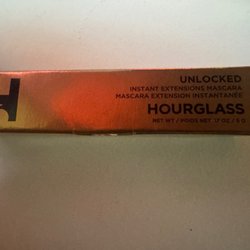 UNLOCKED
INSTANT EXTENSIONS MASCARA
MASCARA EXTENSION INSTANTANÉE
HOURGLASS
NET WT / POIDS NET .17 OZ / 5 G